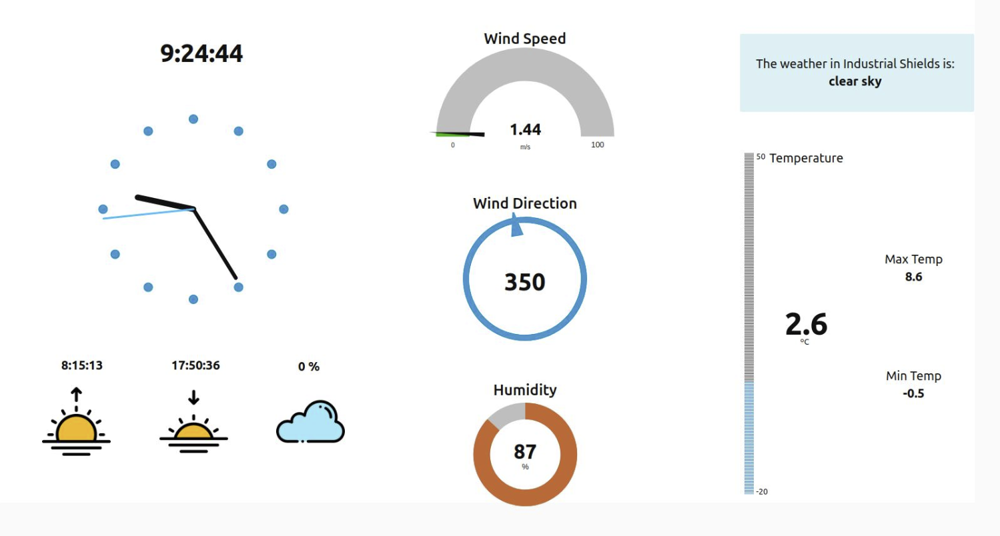 9:24:44
8:15:13
17:50:36
0 %
Wind Speed
1.44
m/s
0
100
Wind Direction
350
Humidity
87
%
The weather in Industrial Shields is:
clear sky
50 Temperature
Max Temp
8.6
2.6
ºC
Min Temp
-0.5
-20